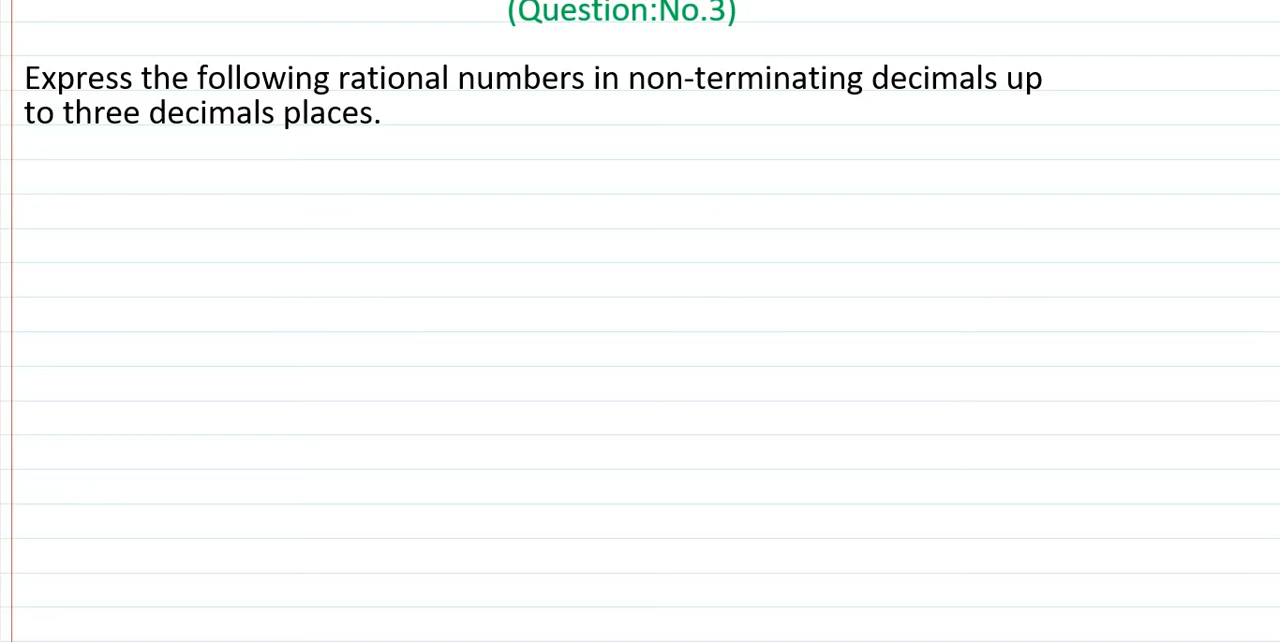 (Question:No.3)
Express the following rational numbers in non-terminating decimals up
to three decimals places.